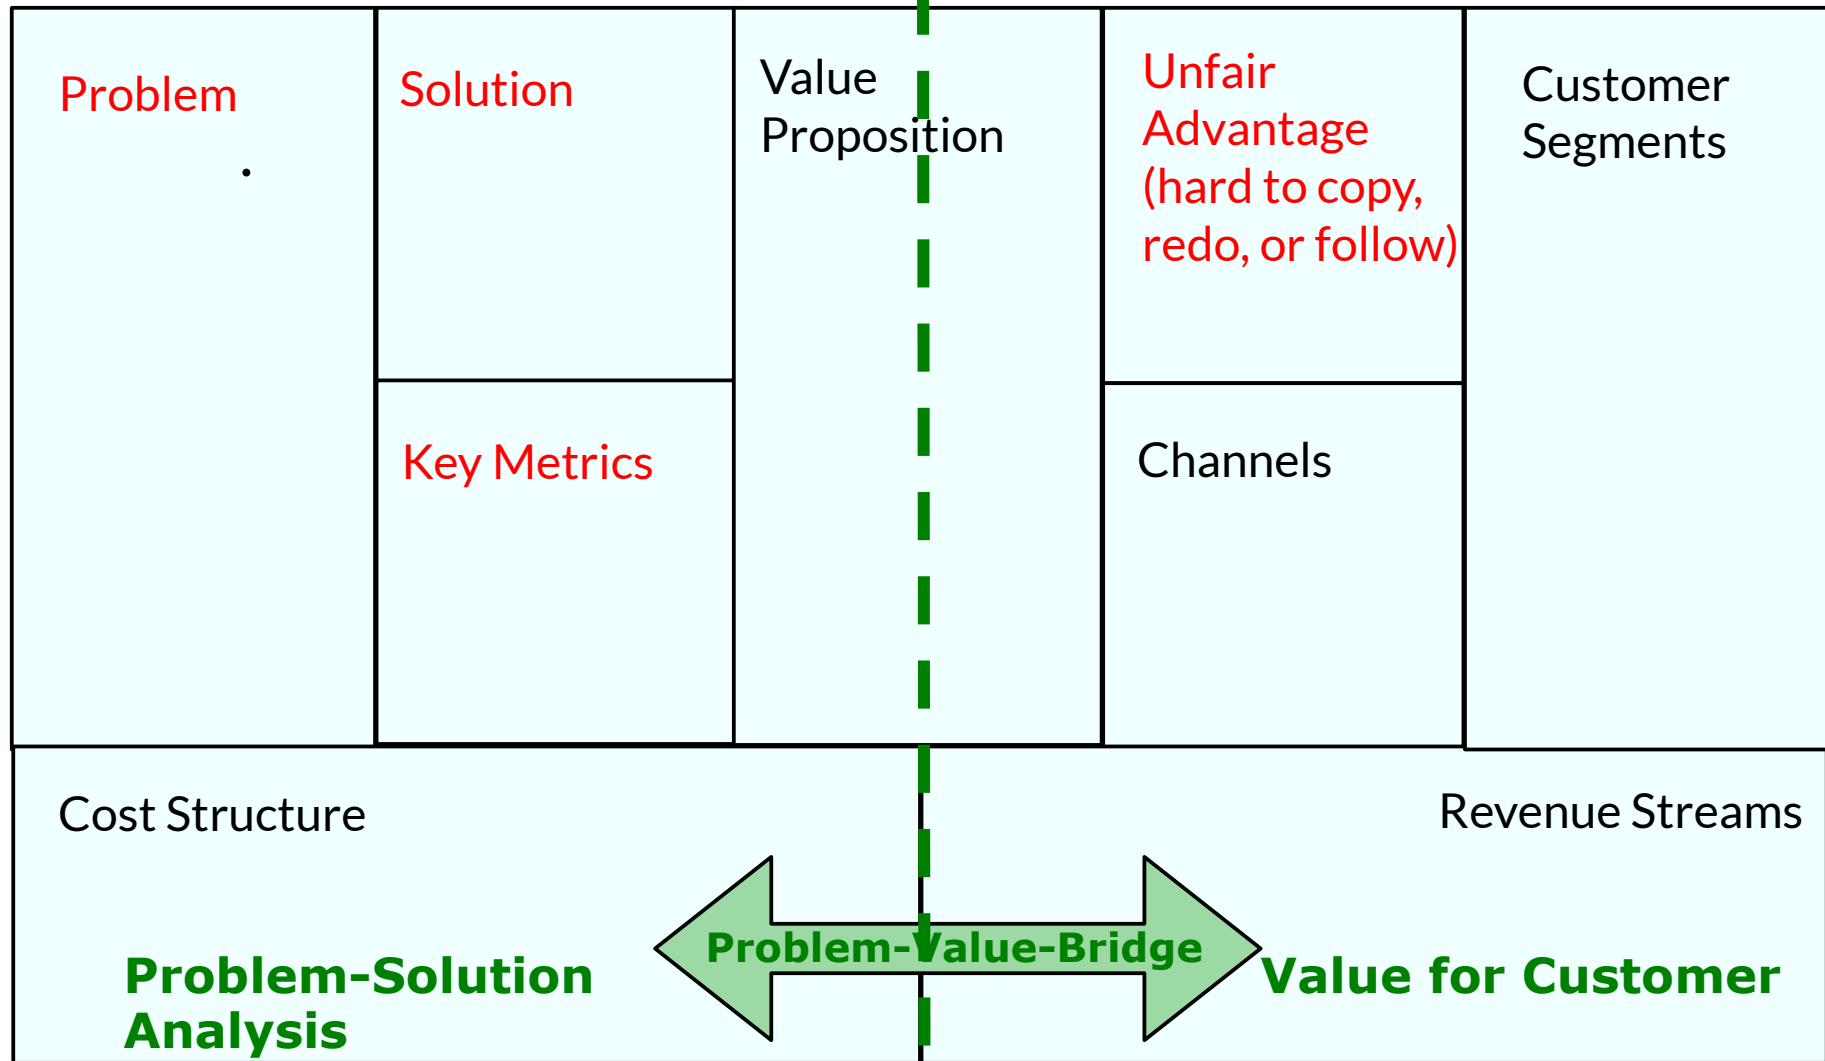 Problem
Solution
Value
Proposition
Unfair
Advantage
(hard to copy,
redo, or follow)
Customer
Segments
Key Metrics
Channels
Cost Structure
Revenue Streams
Problem-Value-Bridge
Problem-Solution
Analysis
Value for Customer